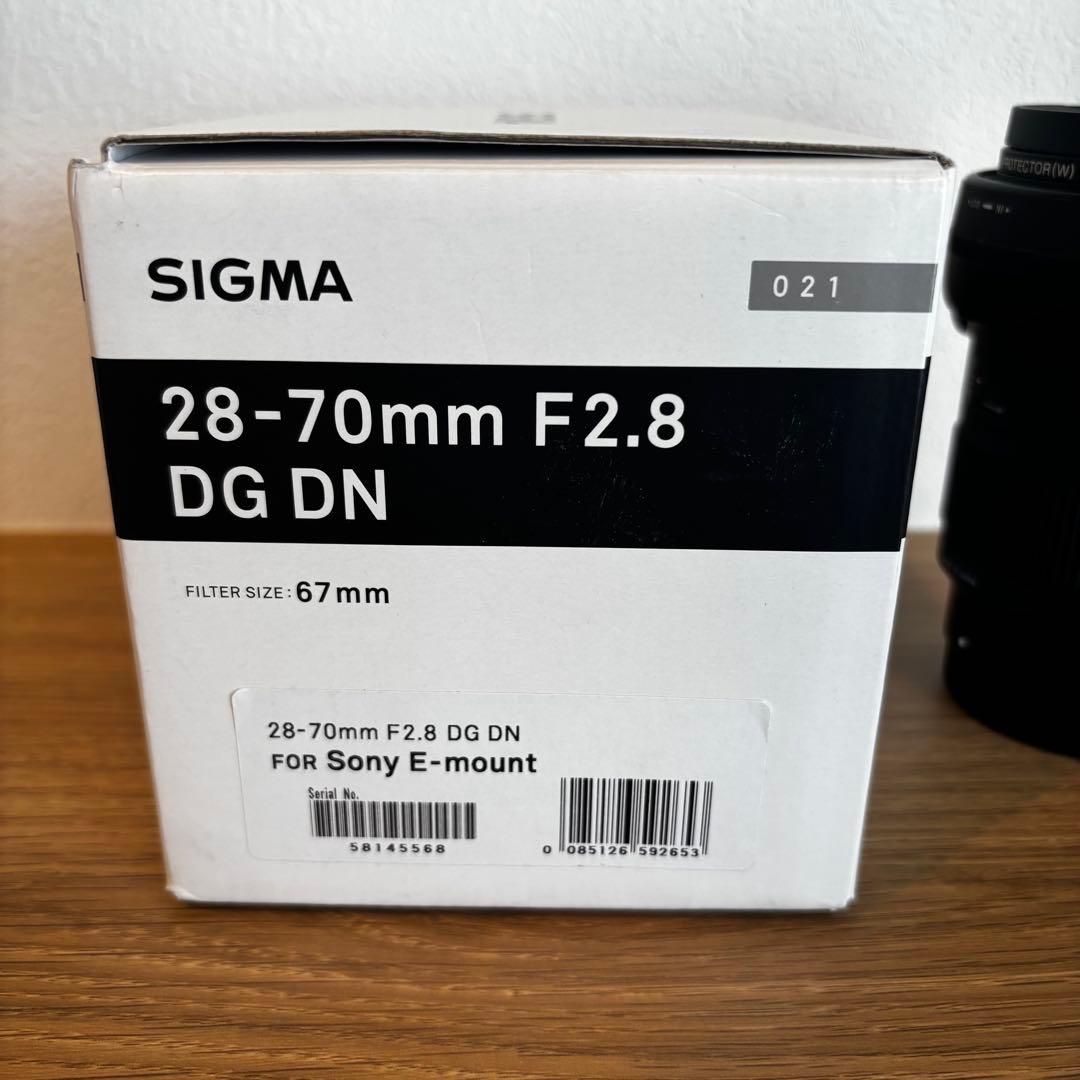 SIGMA
021
28-70mm F2.8
DG DN
FILTER SIZE: 67mm
28-70mm F2.8 DG DN
FOR Sony E-mount
Serial No.
58145568
0 085126 592653
PROTECTOR(W)